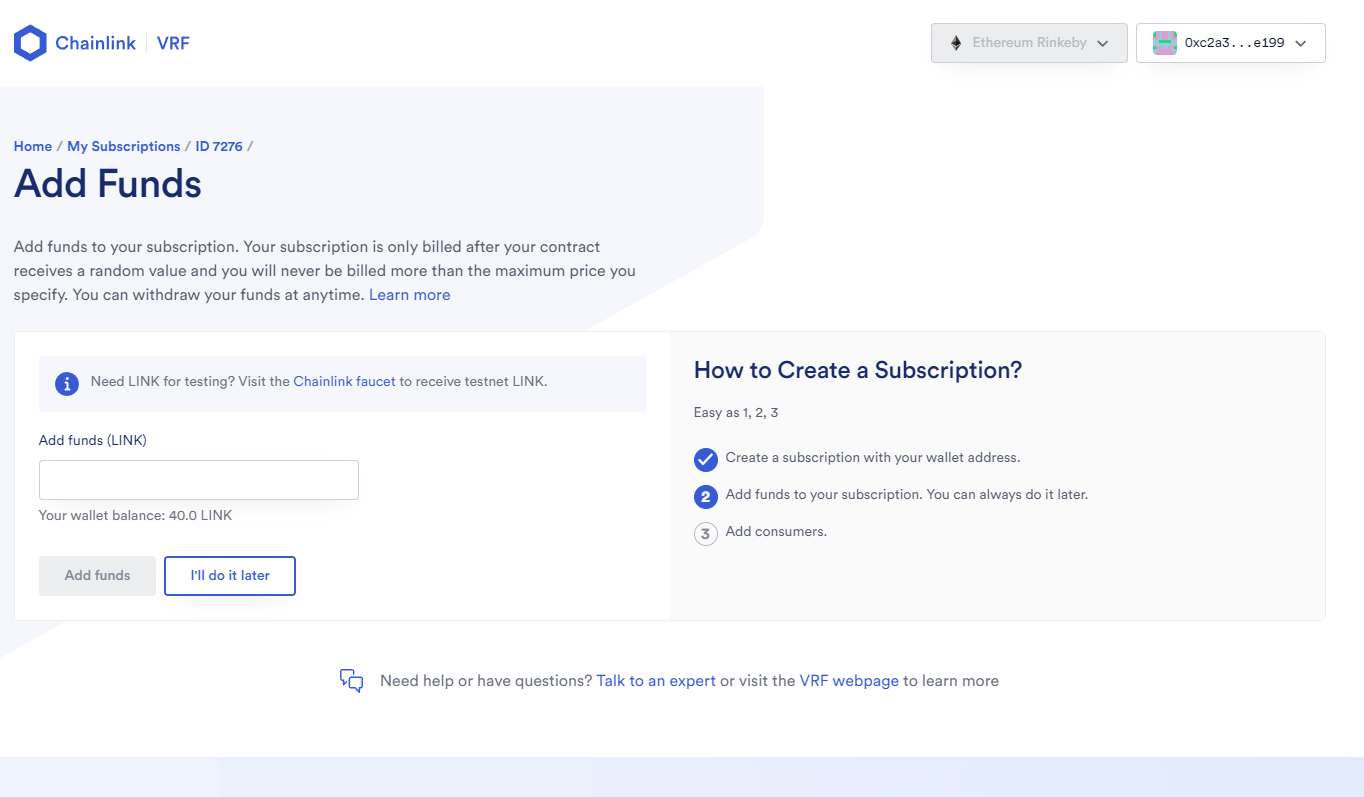 Chainlink VRF
Ethereum Rinkeby
0xc2a3...e199
Home / My Subscriptions / ID 7276 /
Add Funds
Add funds to your subscription. Your subscription is only billed after your contract
receives a random value and you will never be billed more than the maximum price you
specify. You can withdraw your funds at anytime. Learn more
Need LINK for testing? Visit the Chainlink faucet to receive testnet LINK.
Add funds (LINK)
Your wallet balance: 40.0 LINK
Add funds
I'll do it later
How to Create a Subscription?
Easy as 1, 2, 3
Create a subscription with your wallet address.
2 Add funds to your subscription. You can always do it later.
3 Add consumers.
Need help or have questions? Talk to an expert or visit the VRF webpage to learn more